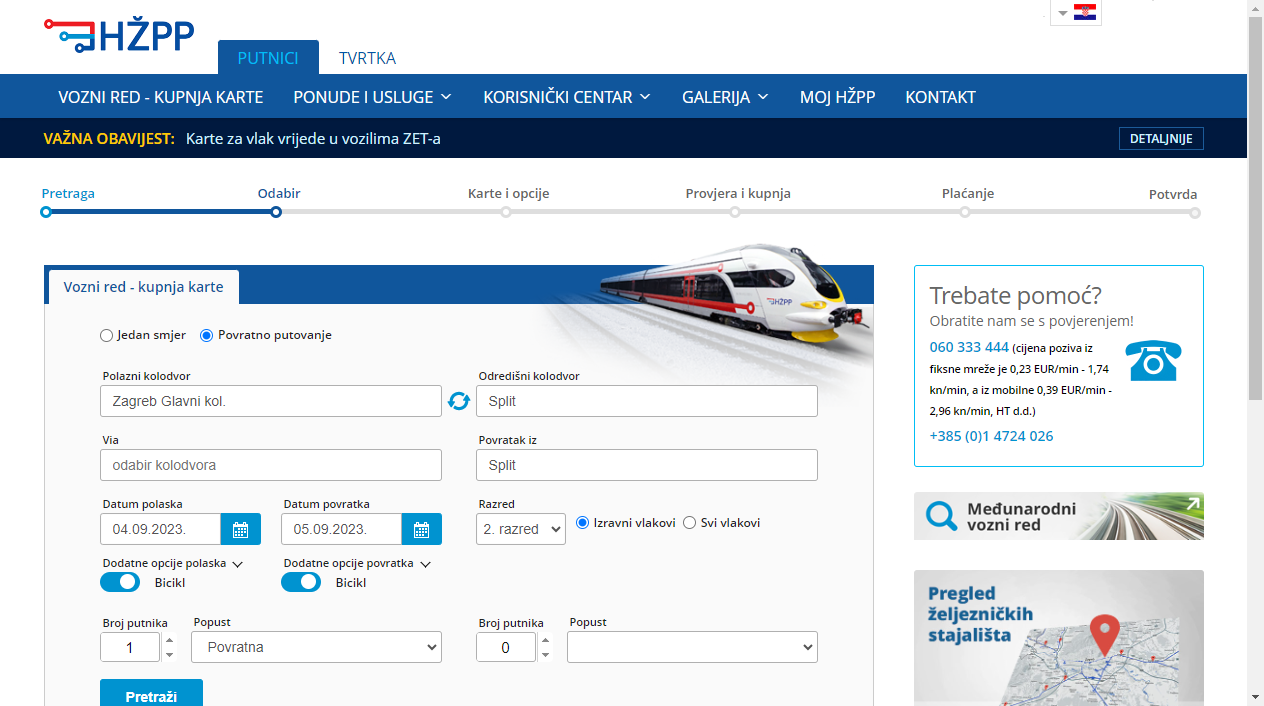 HŽPP
PUTNICI
TVRTKA
VOZNI RED - KUPNJA KARTE
PONUDE I USLUGE
KORISNIČKI CENTAR
GALERIJA
MOJ HŽPP
KONTAKT
VAŽNA OBAVIJEST: Karte za vlak vrijede u vozilima ZET-a
DETALJNIJE
Pretraga
Odabir
Karte i opcije
Provjera i kupnja
Plaćanje
Potvrda
Vozni red - kupnja karte
HŽPP
Jedan smjer
Povratno putovanje
Polazni kolodvor
Odredišni kolodvor
Zagreb Glavni kol.
Split
Via
Povratak iz
odabir kolodvora
Split
Datum polaska
Datum povratka
Razred
04.09.2023.
05.09.2023.
2. razred
Izravni vlakovi
Svi vlakovi
Dodatne opcije polaska
Dodatne opcije povratka
Bicikl
Bicikl
Broj putnika
Popust
Broj putnika
Popust
1
Povratna
0
Pretraži
Trebate pomoć?
Obratite nam se s povjerenjem!
060 333 444 (cijena poziva iz
fiksne mreže je 0,23 EUR/min - 1,74
kn/min, a iz mobilne 0,39 EUR/min -
2,96 kn/min, HT d.d.)
+385 (0)1 4724 026
Međunarodni
vozni red
Pregled
željezničkih
stajališta